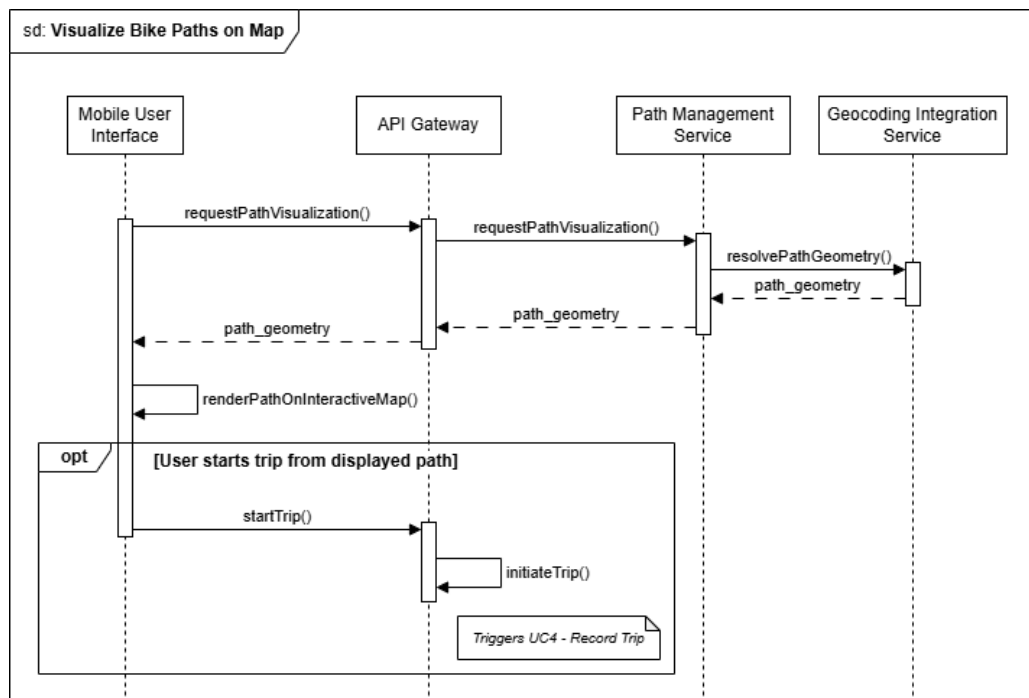 sd: Visualize Bike Paths on Map
Mobile User
Interface
API Gateway
Path Management
Service
Geocoding Integration
Service
requestPathVisualization()
requestPathVisualization()
resolvePathGeometry()
path_geometry
path_geometry
path_geometry
renderPathOnInteractiveMap()
opt
[User starts trip from displayed path]
startTrip()
initiateTrip()
Triggers UC4 - Record Trip